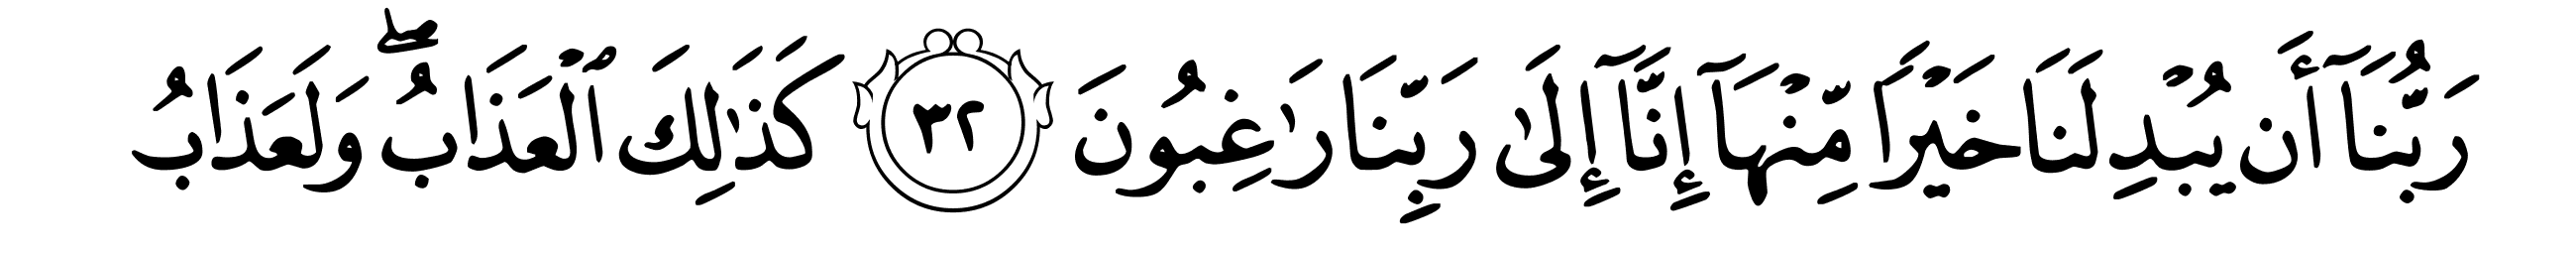 رَبُّنَآ أَن يُبْدِلَنَا خَيْرًا مِّنْهَآ إِنَّآ إِلَىٰ رَبِّنَا رَٰغِبُونَ ٣٢ كَذَٰلِكَ ٱلْعَذَابُ ۖ وَلَعَذَابُ